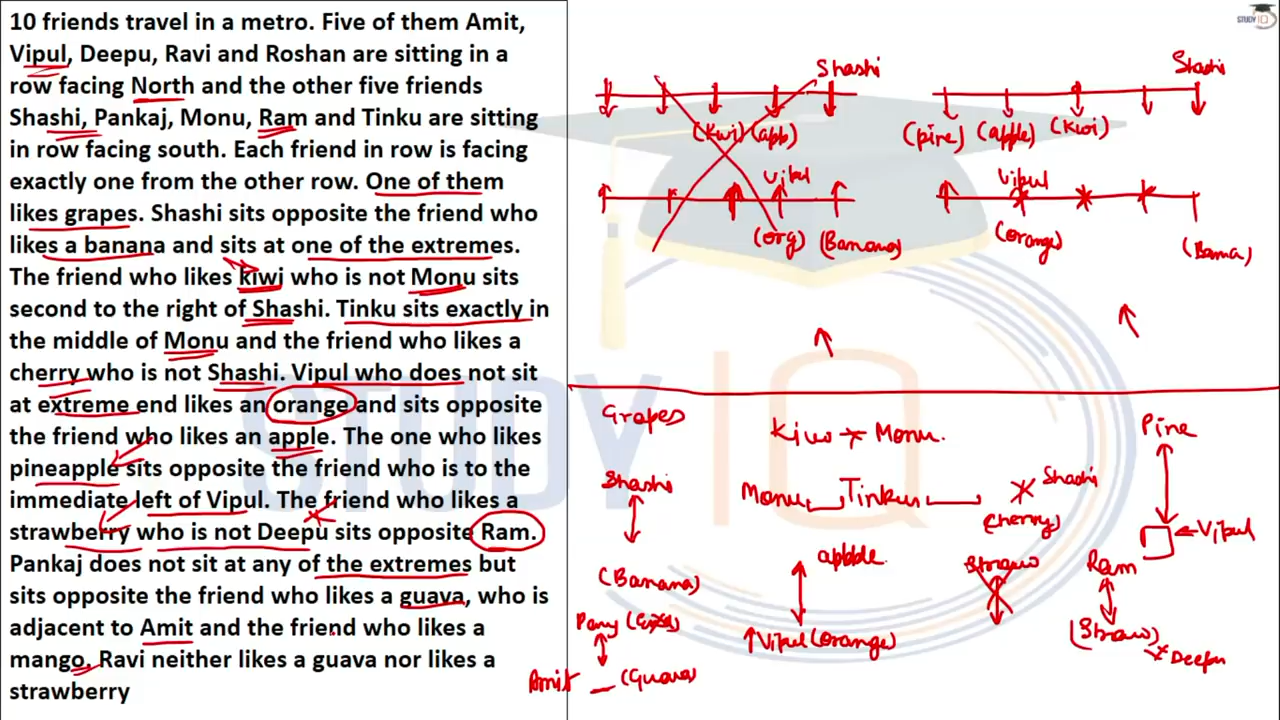 STUDY IQ
10 friends travel in a metro. Five of them Amit,
Vipul, Deepu, Ravi and Roshan are sitting in a
row facing North and the other five friends
Shashi, Pankaj, Monu, Ram and Tinku are sitting
in row facing south. Each friend in row is facing
exactly one from the other row. One of them
likes grapes. Shashi sits opposite the friend who
likes a banana and sits at one of the extremes.
The friend who likes kiwi who is not Monu sits
second to the right of Shashi. Tinku sits exactly in
the middle of Monu and the friend who likes a
cherry who is not Shashi. Vipul who does not sit
at extreme end likes an orange and sits opposite
the friend who likes an apple. The one who likes
pineapple sits opposite the friend who is to the
immediate left of Vipul. The friend who likes a
strawberry who is not Deepu sits opposite Ram.
Pankaj does not sit at any of the extremes but
sits opposite the friend who likes a guava, who is
adjacent to Amit and the friend who likes a
mango. Ravi neither likes a guava nor likes a
strawberry
Shashi
(kwi) (app)
Vipul
(org) (Banana)
Shashi
(pine) (apple) (kwi)
Vipul
(orange)
(Bana)
STUDY IQ
Grapes
Kiwo Monu.
Pine
Shashi
Monu Tinku Shashi
(cherry)
Vipul
appble
Straw
Ram
(Banana)
Vipul (orange)
(Straw)
Deepu
Amit (Guava)